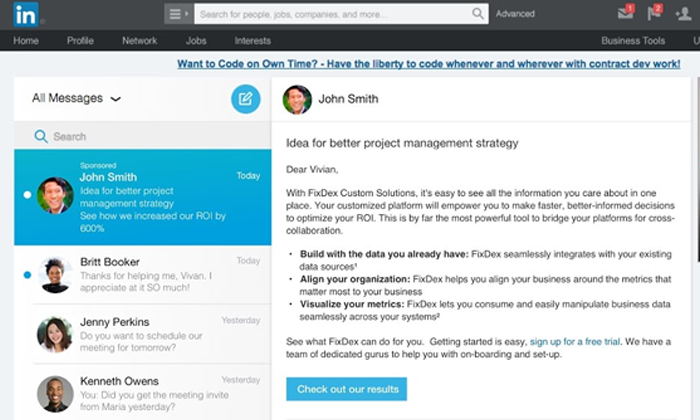 in
Search for people, jobs, companies, and more...
Advanced
1
2
Home Profile Network Jobs Interests Business Tools U
Want to Code on Own Time? - Have the liberty to code whenever and wherever with contract dev work!
All Messages
Search
Sponsored
John Smith Today
Idea for better project
management strategy
See how we increased our ROI by
600%
Britt Booker Today
Thanks for helping me, Vivan. I
appreciate at it SO much!
Jenny Perkins Yesterday
Do you want to schedule our
meeting for tomorrow?
Kenneth Owens Yesterday
You: Did you get the meeting invite
from Maria yesterday?
John Smith
Idea for better project management strategy
Dear Vivian,
With FixDex Custom Solutions, it's easy to see all the information you care about in one
place. Your customized platform will empower you to make faster, better-informed decisions
to optimize your ROI. This is by far the most powerful tool to bridge your platforms for cross-
collaboration.
• Build with the data you already have: FixDex seamlessly integrates with your existing
data sources¹
• Align your organization: FixDex helps you align your business around the metrics that
matter most to your business
• Visualize your metrics: FixDex lets you consume and easily manipulate business data
seamlessly across your systems²
See what FixDex can do for you. Getting started is easy, sign up for a free trial. We have a
team of dedicated gurus to help you with on-boarding and set-up.
Check out our results